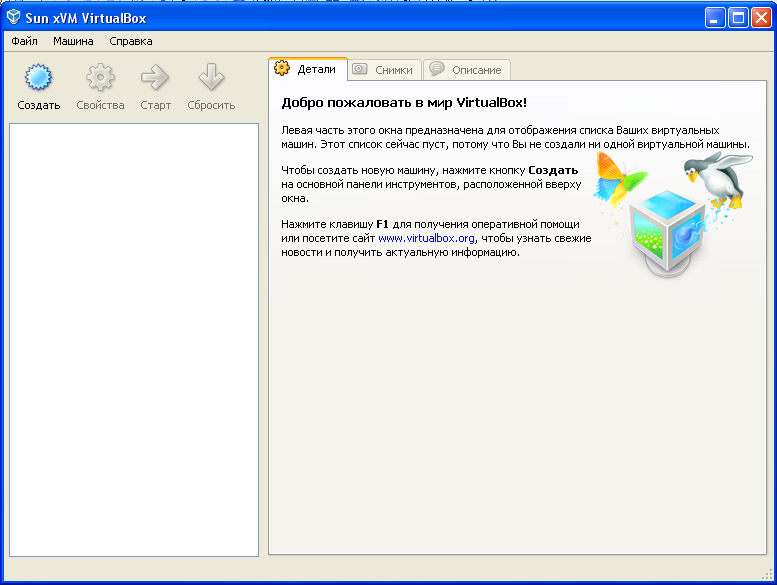 Sun xVM VirtualBox
Файл Машина Справка
Создать Свойства Старт Сбросить
Детали Снимки Описание
Добро пожаловать в мир VirtualBox!
Левая часть этого окна предназначена для отображения списка Ваших виртуальных
машин. Этот список сейчас пуст, потому что Вы не создали ни одной виртуальной машины.
Чтобы создать новую машину, нажмите кнопку Создать
на основной панели инструментов, расположенной вверху
окна.
Нажмите клавишу F1 для получения оперативной помощи
или посетите сайт www.virtualbox.org, чтобы узнать свежие
новости и получить актуальную информацию.